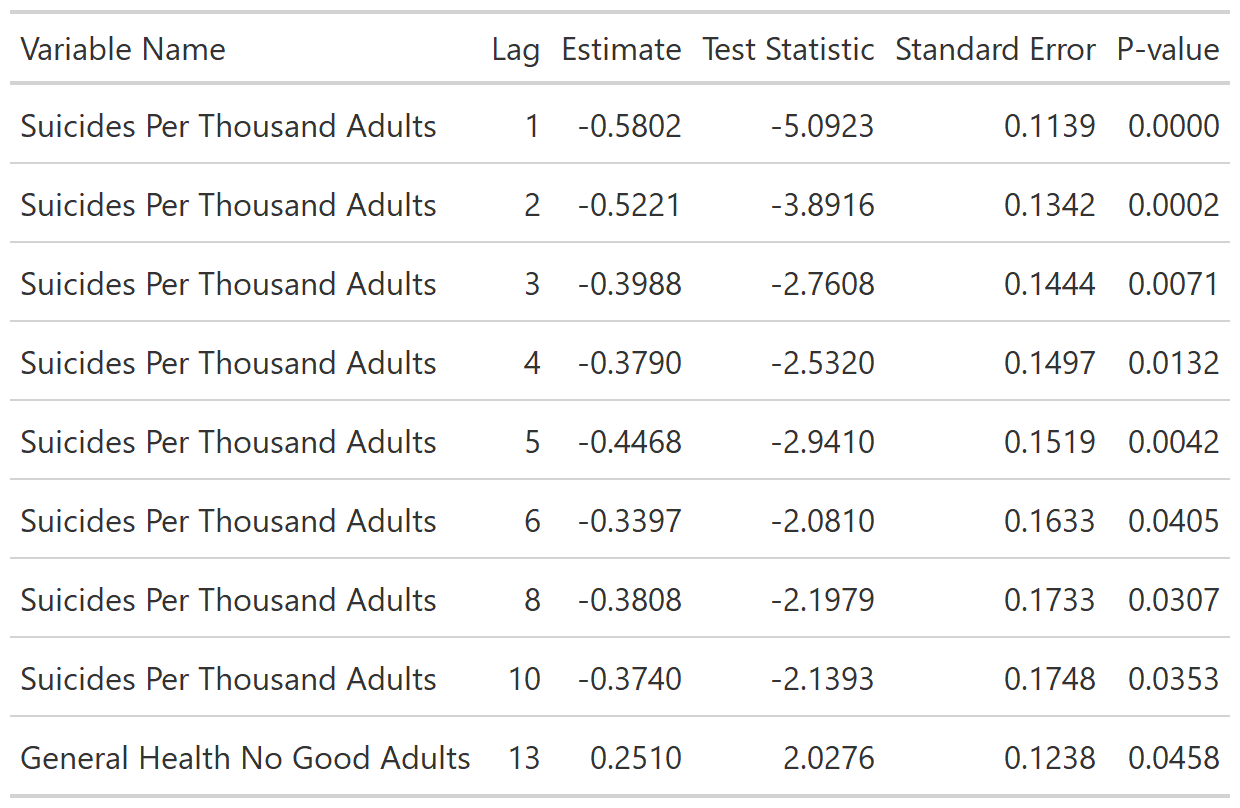 Variable Name Lag Estimate Test Statistic Standard Error P-value
Suicides Per Thousand Adults 1 -0.5802 -5.0923 0.1139 0.0000
Suicides Per Thousand Adults 2 -0.5221 -3.8916 0.1342 0.0002
Suicides Per Thousand Adults 3 -0.3988 -2.7608 0.1444 0.0071
Suicides Per Thousand Adults 4 -0.3790 -2.5320 0.1497 0.0132
Suicides Per Thousand Adults 5 -0.4468 -2.9410 0.1519 0.0042
Suicides Per Thousand Adults 6 -0.3397 -2.0810 0.1633 0.0405
Suicides Per Thousand Adults 8 -0.3808 -2.1979 0.1733 0.0307
Suicides Per Thousand Adults 10 -0.3740 -2.1393 0.1748 0.0353
General Health No Good Adults 13 0.2510 2.0276 0.1238 0.0458